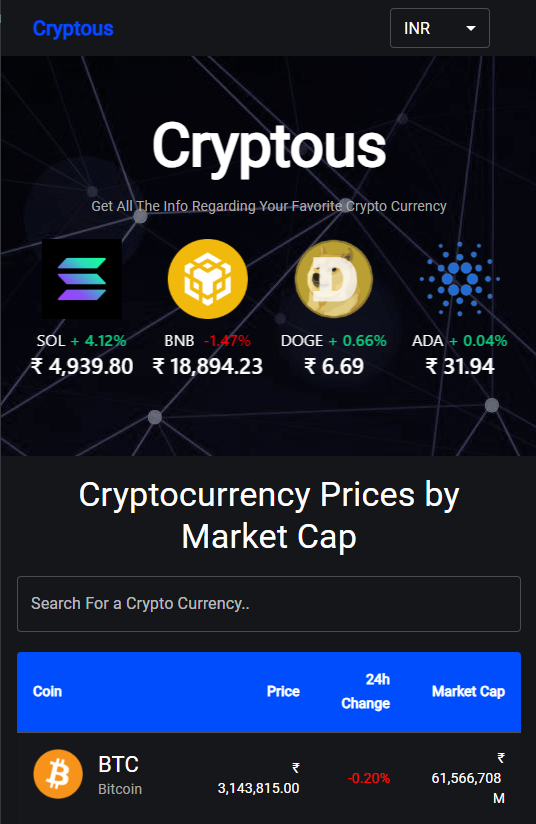 Cryptous
INR
Cryptous
Get All The Info Regarding Your Favorite Crypto Currency
SOL + 4.12% BNB -1.47% DOGE + 0.66% ADA + 0.04%
₹ 4,939.80 ₹ 18,894.23 ₹ 6.69 ₹ 31.94
Cryptocurrency Prices by
Market Cap
Search For a Crypto Currency..
Coin Price 24h Change Market Cap
BTC
Bitcoin
₹
3,143,815.00
-0.20%
₹
61,566,708
M